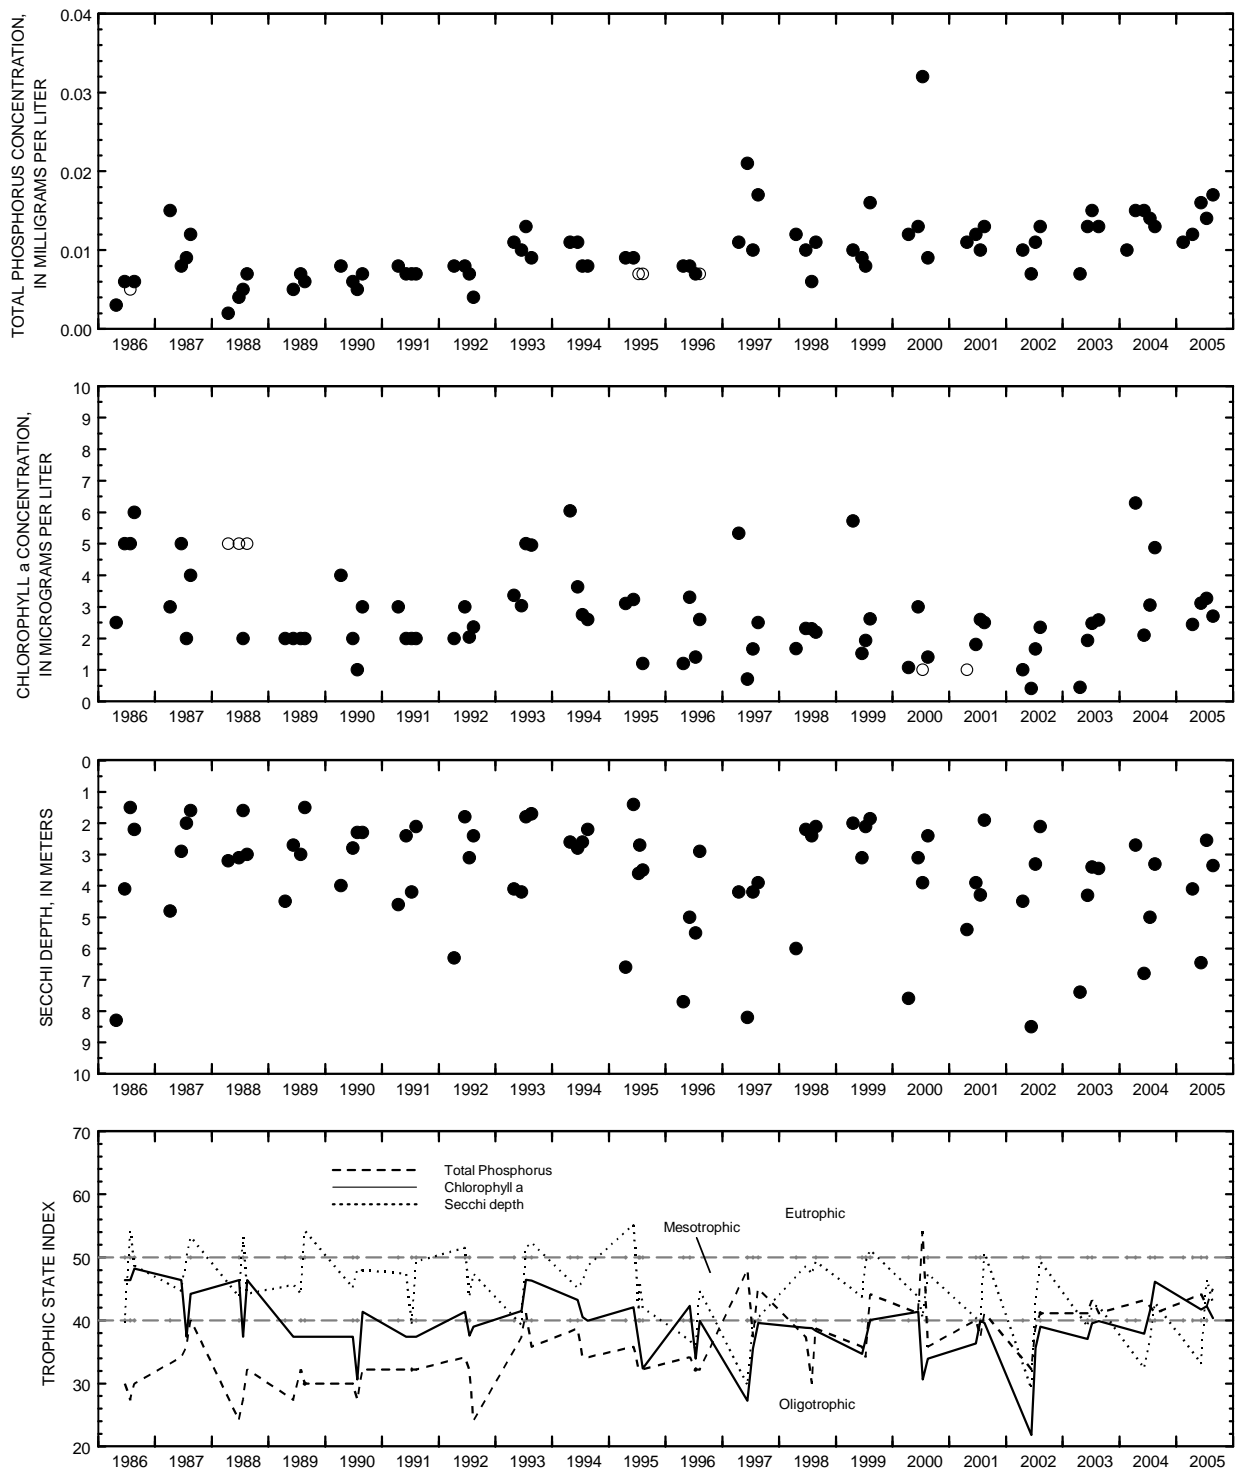 TOTAL PHOSPHORUS CONCENTRATION,
IN MILLIGRAMS PER LITER
0.04
0.03
0.02
0.01
0.00
1986 1987 1988 1989 1990 1991 1992 1993 1994 1995 1996 1997 1998 1999 2000 2001 2002 2003 2004 2005
CHLOROPHYLL a CONCENTRATION,
IN MICROGRAMS PER LITER
10
9
8
7
6
5
4
3
2
1
0
1986 1987 1988 1989 1990 1991 1992 1993 1994 1995 1996 1997 1998 1999 2000 2001 2002 2003 2004 2005
SECCHI DEPTH, IN METERS
0
1
2
3
4
5
6
7
8
9
10
1986 1987 1988 1989 1990 1991 1992 1993 1994 1995 1996 1997 1998 1999 2000 2001 2002 2003 2004 2005
TROPHIC STATE INDEX
70
60
50
40
30
20
Total Phosphorus
Chlorophyll a
Secchi depth
Eutrophic
Mesotrophic
Oligotrophic
1986 1987 1988 1989 1990 1991 1992 1993 1994 1995 1996 1997 1998 1999 2000 2001 2002 2003 2004 2005